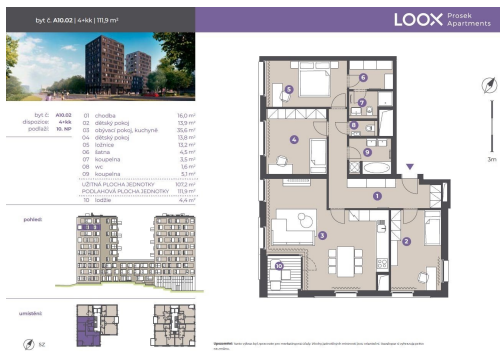 byt č. A10.02 | 4+kk | 111,9 m²
LOOX Prosek Apartments
byt č: A10.02
dispozice: 4+kk
podlaží: 10. NP
01 chodba 16,0 m²
02 dětský pokoj 13,9 m²
03 obývací pokoj, kuchyně 35,6 m²
04 dětský pokoj 13,8 m²
05 ložnice 13,2 m²
06 šatna 4,5 m²
07 koupelna 3,5 m²
08 wc 1,6 m²
09 koupelna 5,1 m²
UŽITNÁ PLOCHA JEDNOTKY 107,2 m²
PODLAHOVÁ PLOCHA JEDNOTKY 111,9 m²
10 lodžie 4,4 m²
pohled:
umístění:
SZ
5
6
7
8
4
9
1
3
2
10
3m
Upozornění: